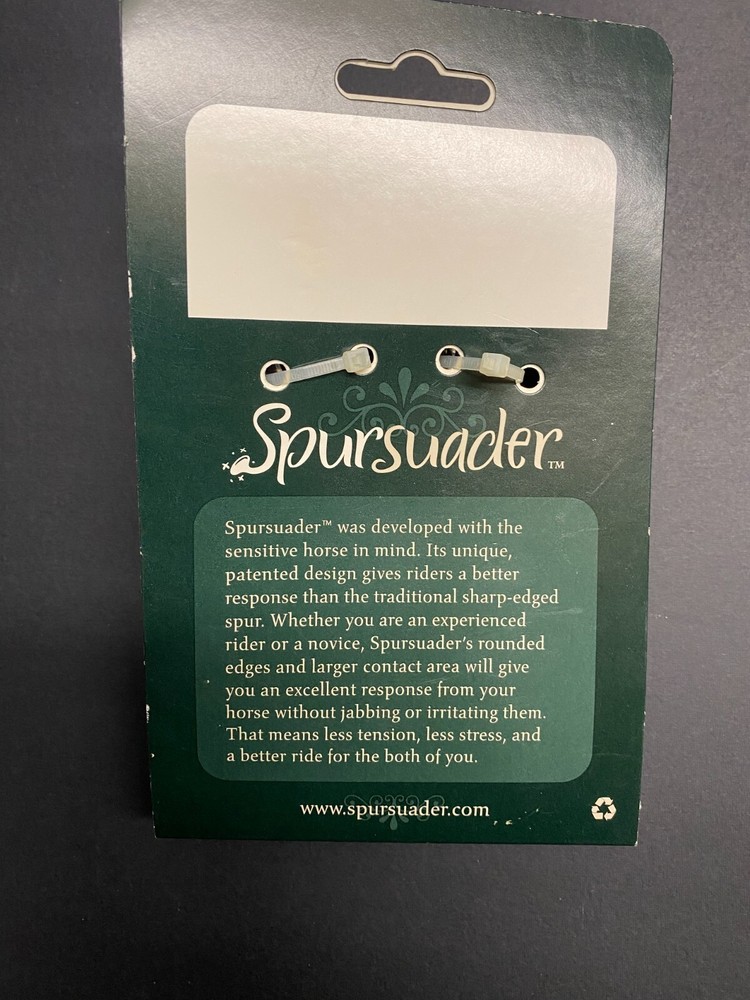 Spursuader™
Spursuader™ was developed with the
sensitive horse in mind. Its unique,
patented design gives riders a better
response than the traditional sharp-edged
spur. Whether you are an experienced
rider or a novice, Spursuader's rounded
edges and larger contact area will give
you an excellent response from your
horse without jabbing or irritating them.
That means less tension, less stress, and
a better ride for the both of you.
www.spursuader.com